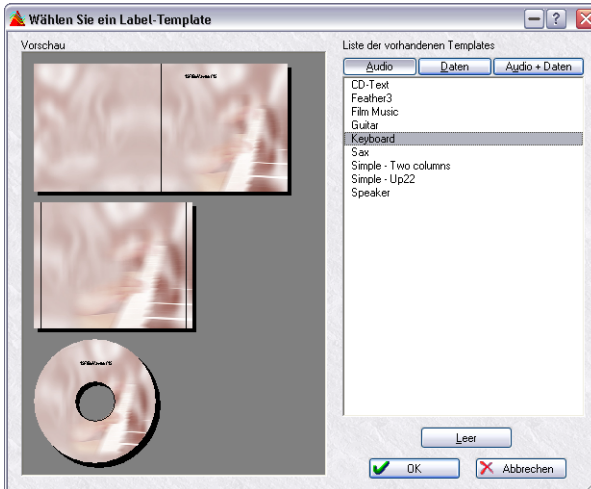 Wählen Sie ein Label-Template
Vorschau
Liste der vorhandenen Templates
Audio
Daten
Audio + Daten
CD-Text
Feather3
Film Music
Guitar
Keyboard
Sax
Simple - Two columns
Simple - Up22
Speaker
Leer
OK
Abbrechen